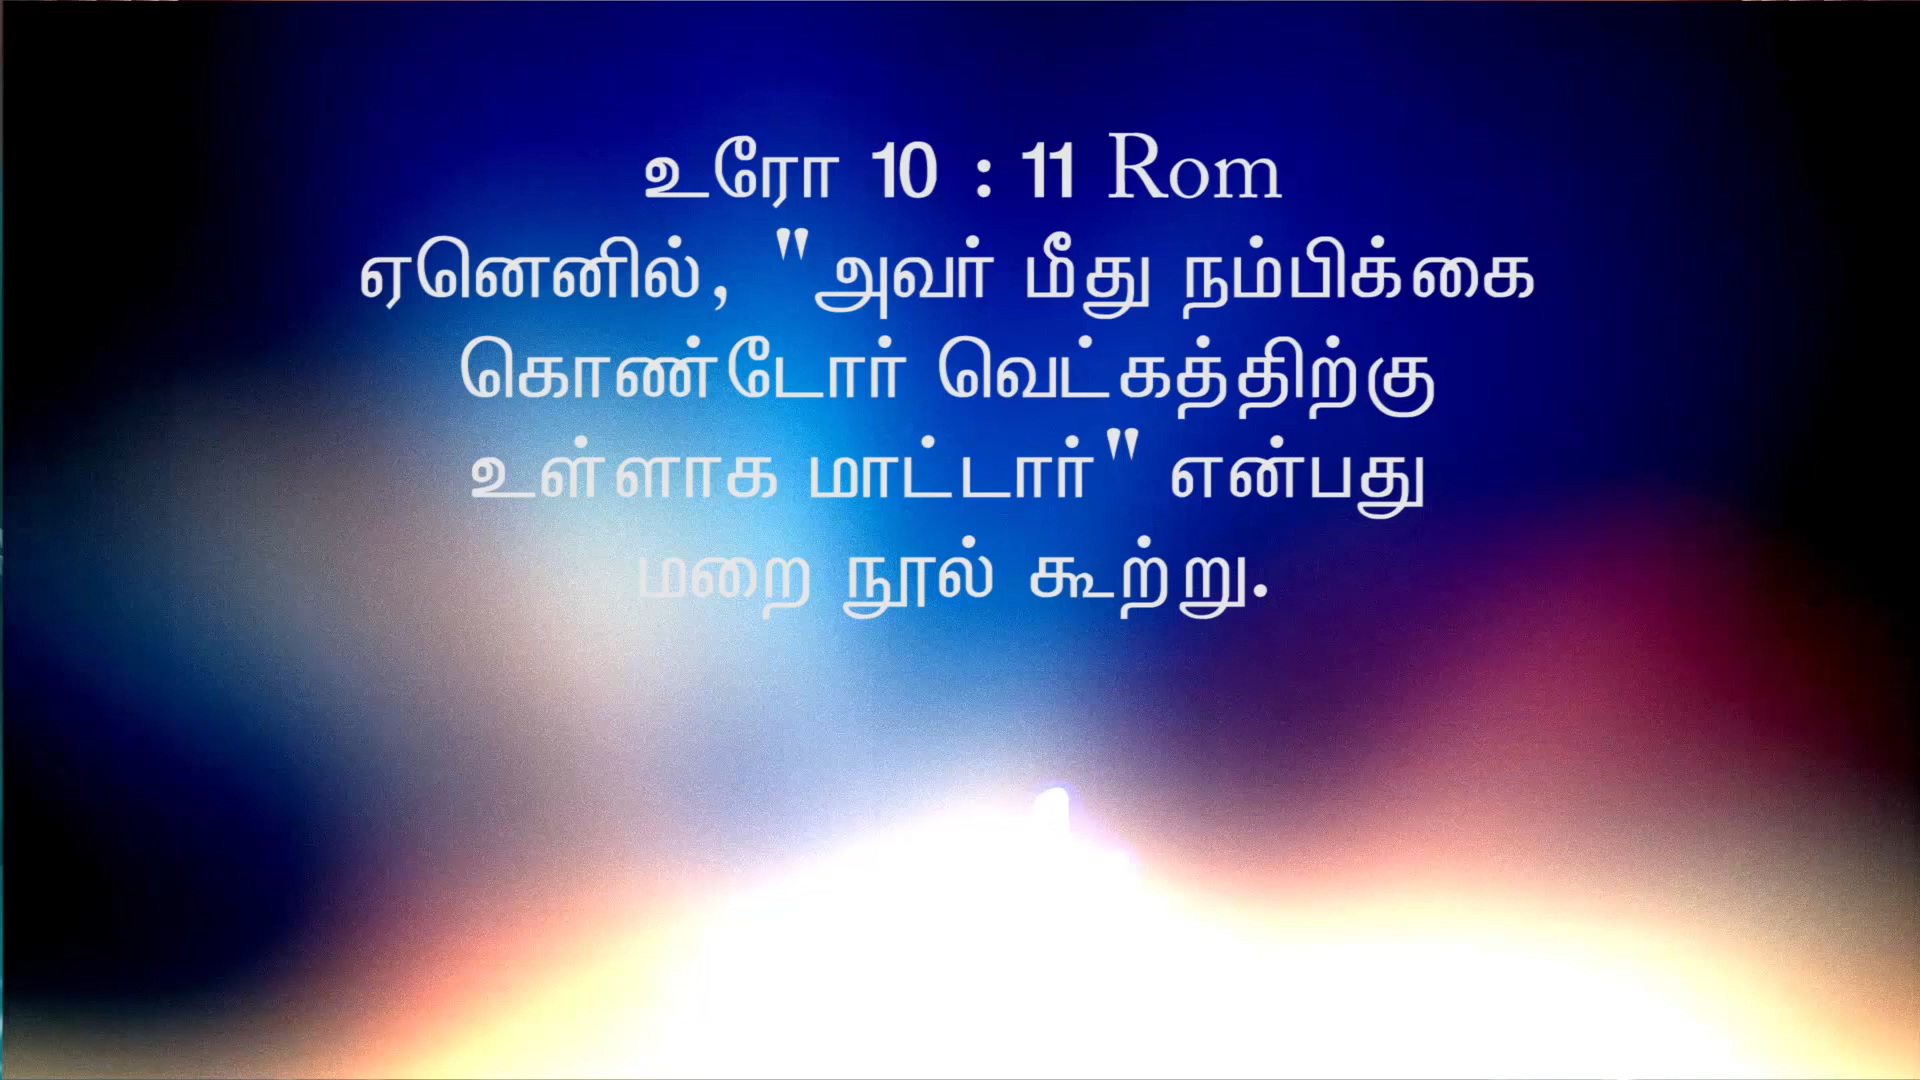 உரோ 10 : 11 Rom
ஏனெனில், "அவர் மீது நம்பிக்கை
கொண்டோர் வெட்கத்திற்கு
உள்ளாக மாட்டார்" என்பது
மறை நூல் கூற்று.